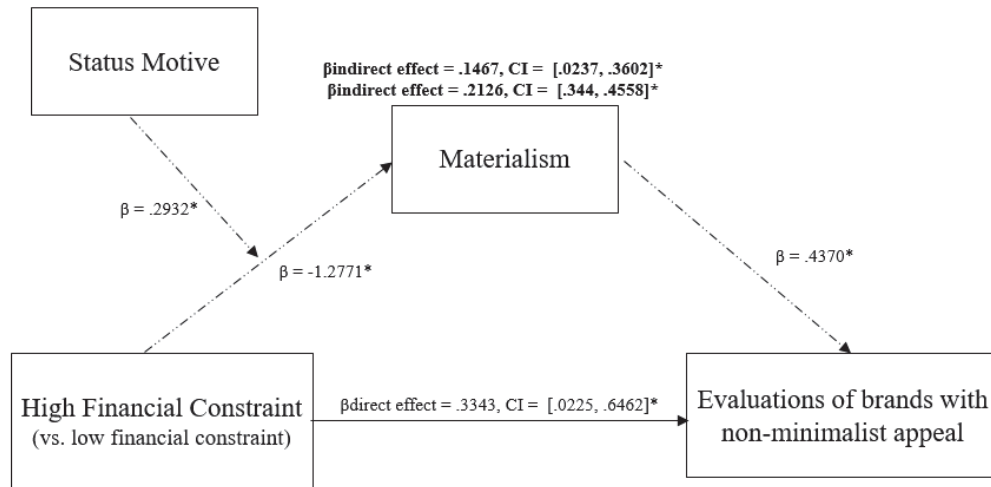 Status Motive
βindirect effect = .1467, CI = [.0237, .3602]*
βindirect effect = .2126, CI = [.344, .4558]*
Materialism
β = .2932*
β = -1.2771*
β = .4370*
High Financial Constraint
(vs. low financial constraint)
βdirect effect = .3343, CI = [.0225, .6462]*
Evaluations of brands with
non-minimalist appeal